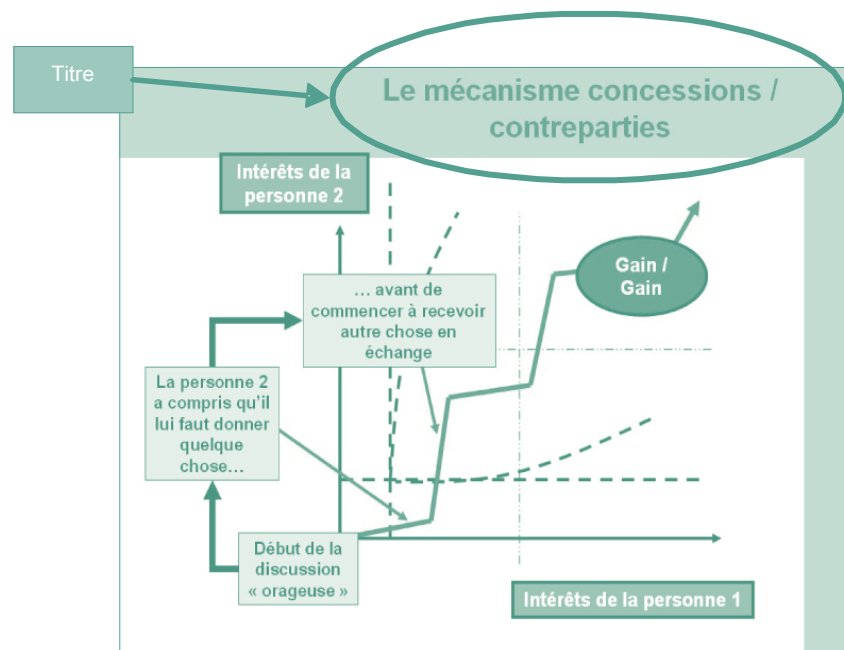 Titre
Le mécanisme concessions /
contreparties
Intérêts de la
personne 2
Gain /
Gain
… avant de
commencer à recevoir
autre chose en
échange
La personne 2
a compris qu’il
lui faut donner
quelque
chose…
Début de la
discussion
« orageuse »
Intérêts de la personne 1